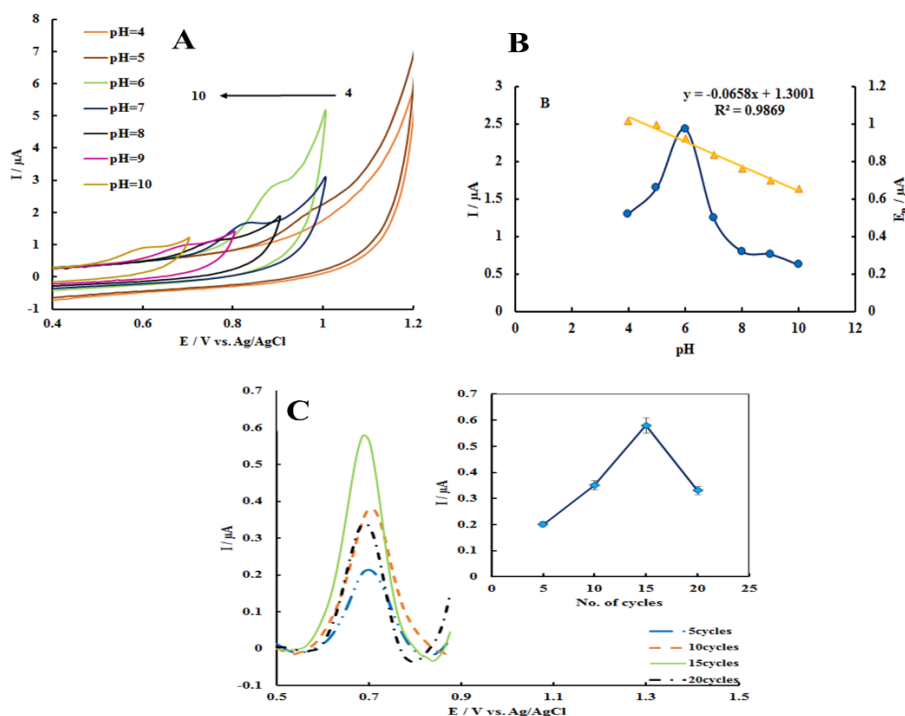 A
8
7
6
5
4
3
2
1
0
-1
I / µA
pH=4
pH=5
pH=6
pH=7
pH=8
pH=9
pH=10
10
4
0.4
0.6
0.8
1
1.2
E / V vs. Ag/AgCl
B
B
y = -0.0658x + 1.3001
R² = 0.9869
3
2.5
2
1.5
1
0.5
0
I / µA
1.2
1
0.8
0.6
0.4
0.2
0
Eₚ / µA
0
2
4
6
8
10
12
pH
C
0.7
0.6
0.5
0.4
0.3
0.2
0.1
0
-0.1
I / µA
0.5
0.7
0.9
1.1
1.3
1.5
E / V vs. Ag/AgCl
0.7
0.6
0.5
0.4
0.3
0.2
0.1
0
I / µA
0
5
10
15
20
25
No. of cycles
5cycles
10cycles
15cycles
20cycles